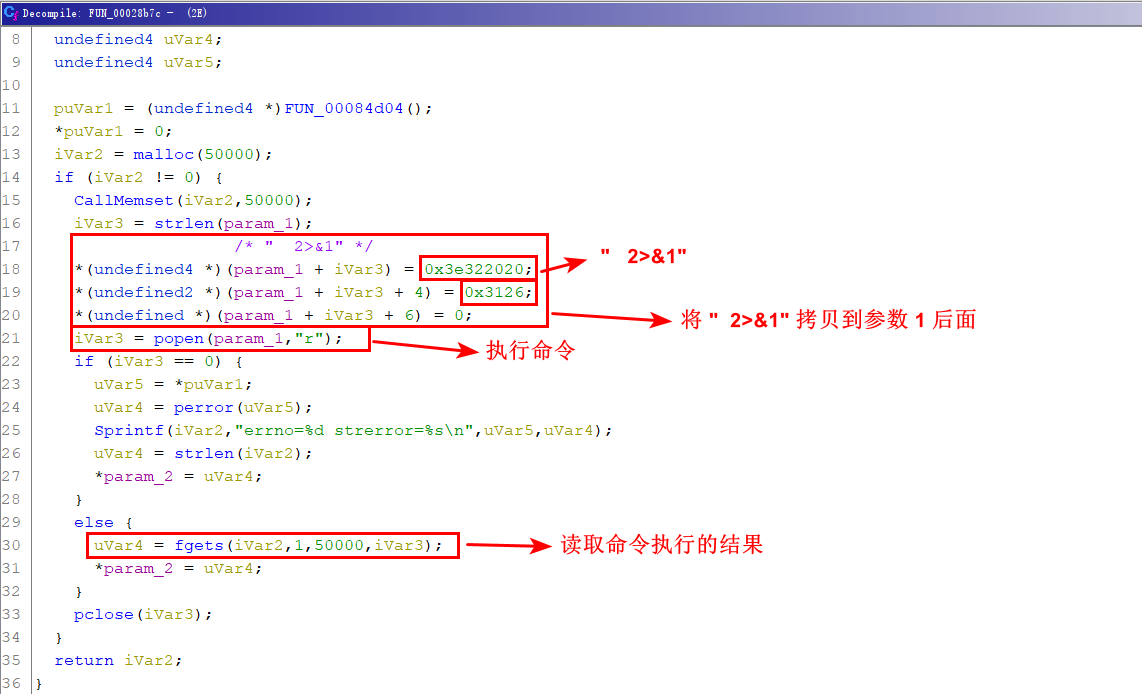 Decompile: FUN_00028b7c - (2E)
8 undefined4 uVar4;
9 undefined4 uVar5;
10
11 puVar1 = (undefined4 *)FUN_00084d04();
12 *puVar1 = 0;
13 iVar2 = malloc(50000);
14 if (iVar2 != 0) {
15 CallMemset(iVar2,50000);
16 iVar3 = strlen(param_1);
17 /* "  2>&1" */
18 *(undefined4 *)(param_1 + iVar3) = 0x3e322020;
"  2>&1"
19 *(undefined2 *)(param_1 + iVar3 + 4) = 0x3126;
20 *(undefined *)(param_1 + iVar3 + 6) = 0;
将 "  2>&1" 拷贝到参数 1 后面
21 iVar3 = popen(param_1,"r");
执行命令
22 if (iVar3 == 0) {
23 uVar5 = *puVar1;
24 uVar4 = perror(uVar5);
25 Sprintf(iVar2,"errno=%d strerror=%s\n",uVar5,uVar4);
26 uVar4 = strlen(iVar2);
27 *param_2 = uVar4;
28 }
29 else {
30 uVar4 = fgets(iVar2,1,50000,iVar3);
读取命令执行的结果
31 *param_2 = uVar4;
32 }
33 pclose(iVar3);
34 }
35 return iVar2;
36 }